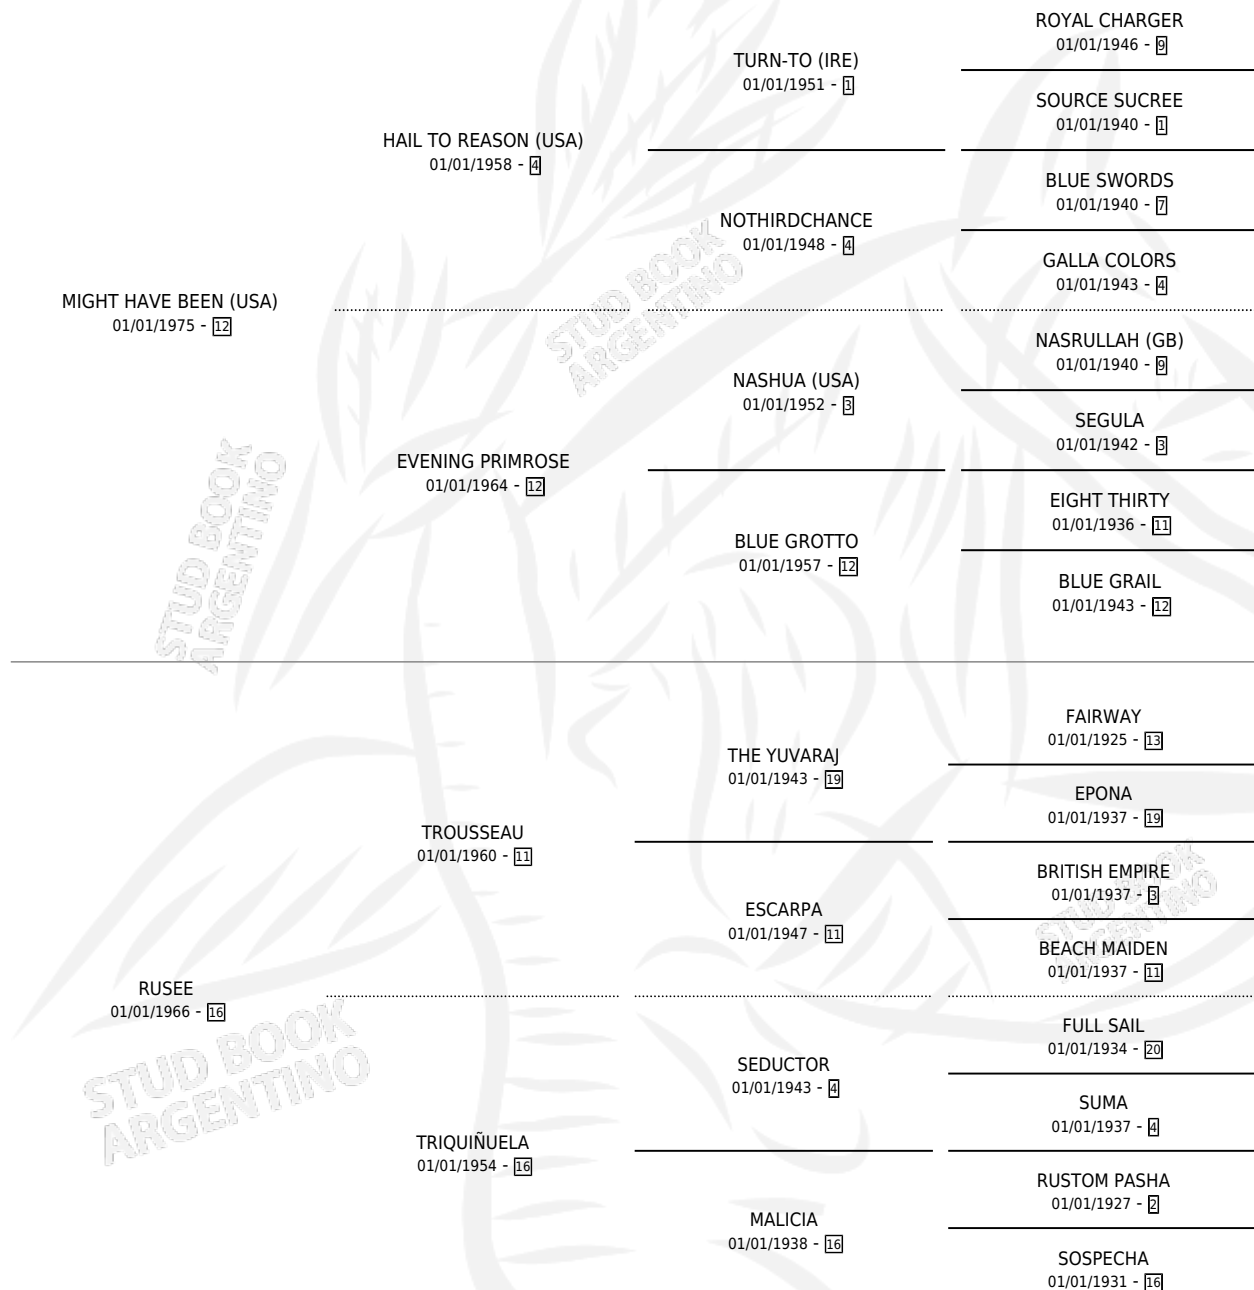 ROYAL CHARGER
01/01/1946 - 9
TURN-TO (IRE)
01/01/1951 - 1
SOURCE SUCREE
01/01/1940 - 1
HAIL TO REASON (USA)
01/01/1958 - 4
BLUE SWORDS
01/01/1940 - 7
NOTHIRDCHANCE
01/01/1948 - 4
GALLA COLORS
01/01/1943 - 4
MIGHT HAVE BEEN (USA)
01/01/1975 - 12
NASRULLAH (GB)
01/01/1940 - 9
NASHUA (USA)
01/01/1952 - 3
SEGULA
01/01/1942 - 3
EVENING PRIMROSE
01/01/1964 - 12
EIGHT THIRTY
01/01/1936 - 11
BLUE GROTTO
01/01/1957 - 12
BLUE GRAIL
01/01/1943 - 12
FAIRWAY
01/01/1925 - 13
THE YUVARAJ
01/01/1943 - 19
EPONA
01/01/1937 - 19
TROUSSEAU
01/01/1960 - 11
BRITISH EMPIRE
01/01/1937 - 3
ESCARPA
01/01/1947 - 11
BEACH MAIDEN
01/01/1937 - 11
RUSEE
01/01/1966 - 16
FULL SAIL
01/01/1934 - 20
SEDUCTOR
01/01/1943 - 4
SUMA
01/01/1937 - 4
TRIQUIÑUELA
01/01/1954 - 16
RUSTOM PASHA
01/01/1927 - 2
MALICIA
01/01/1938 - 16
SOSPECHA
01/01/1931 - 16
STUD BOOK
ARGENTINO
STUD BOOK
ARGENTINO
STUD BOOK
ARGENTINO
STUD BOOK
ARGENTINO